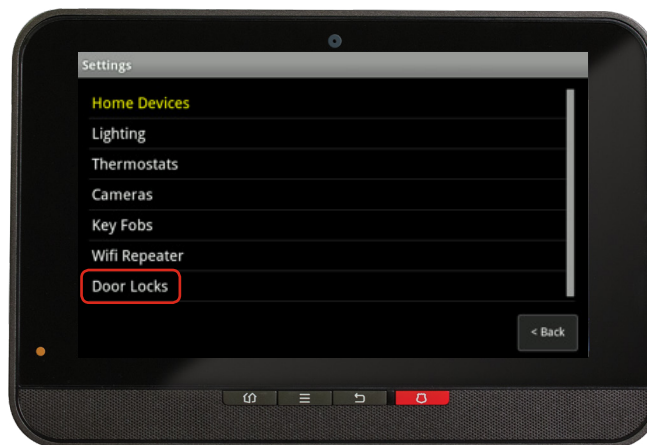 Settings
Home Devices
Lighting
Thermostats
Cameras
Key Fobs
Wifi Repeater
Door Locks
< Back